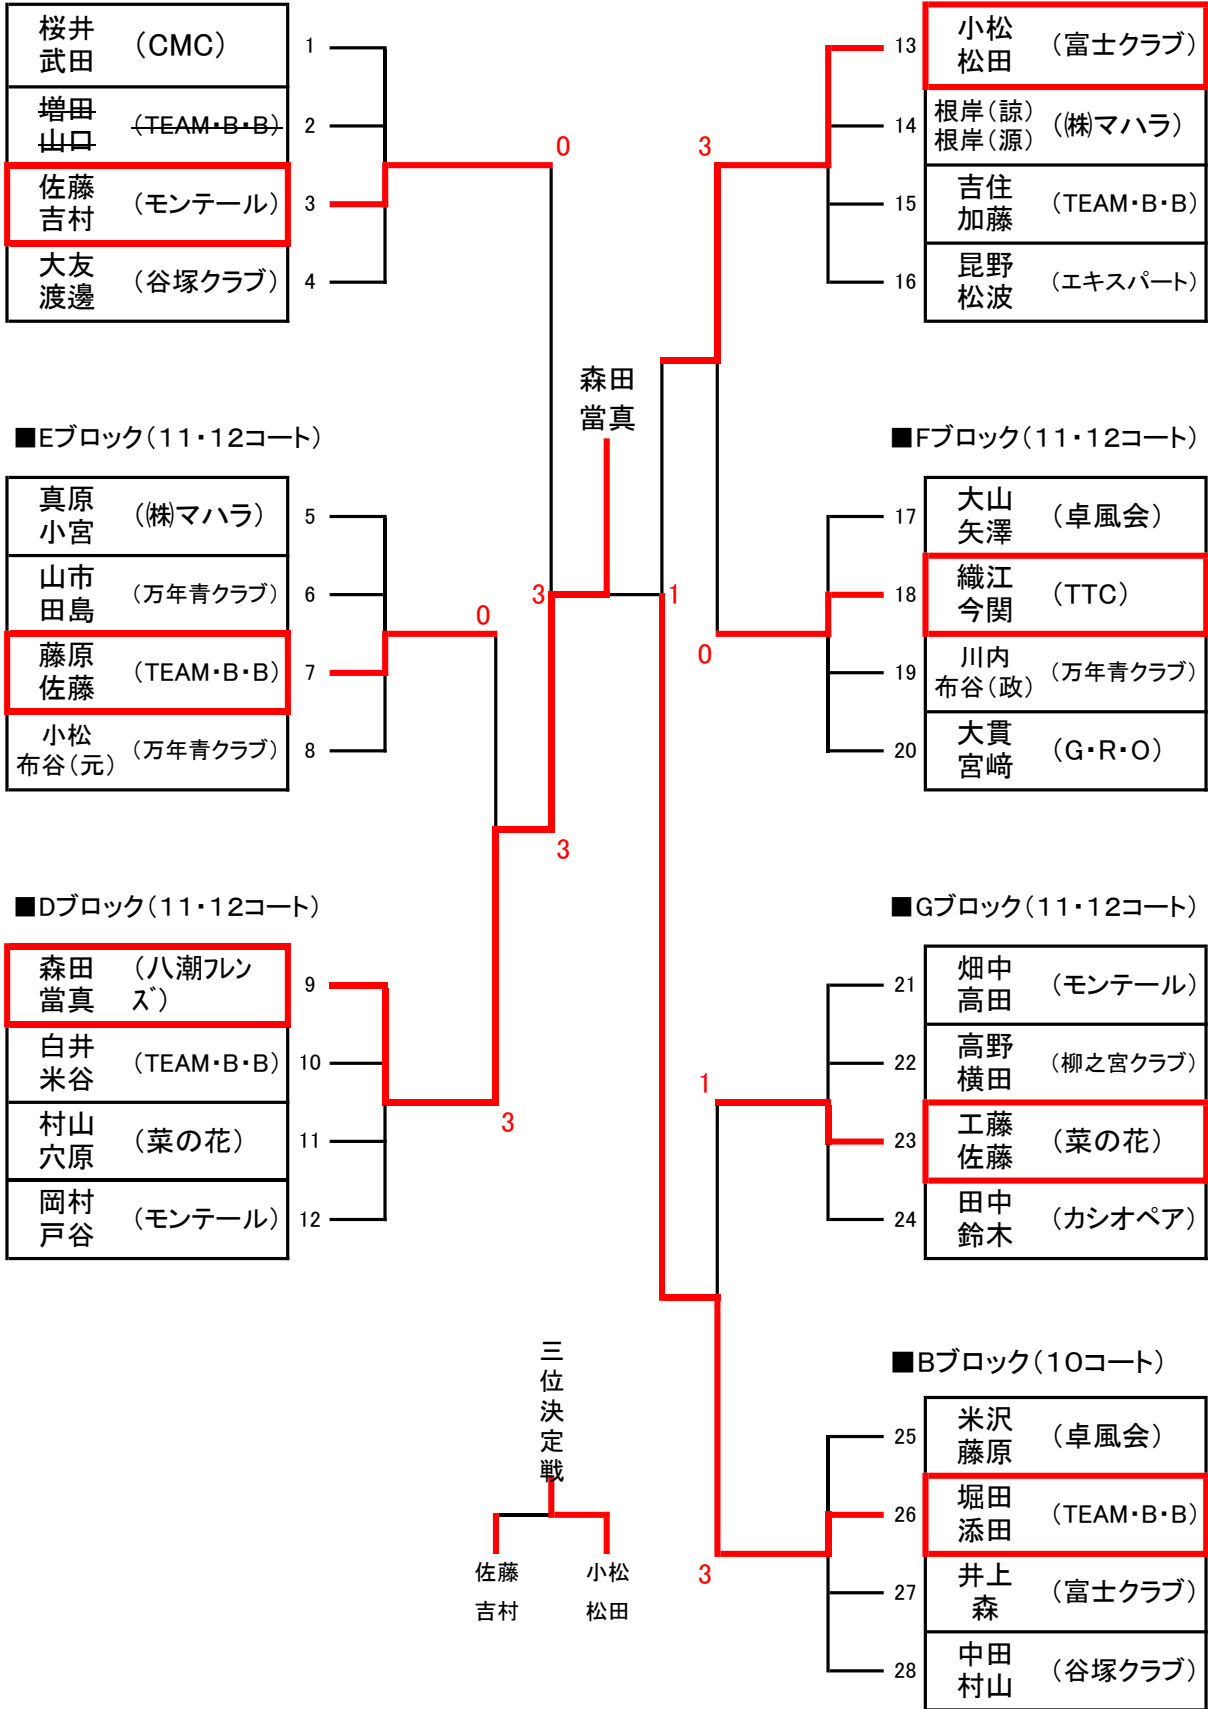 桜井
武田
(CMC)
1
増田
山口
(TEAM・B・B)
2
佐藤
吉村
(モンテール)
3
大友
渡邊
(谷塚クラブ)
4
0
■Eブロック(11・12コート)
真原
小宮
(㈱マハラ)
5
山市
田島
(万年青クラブ)
6
藤原
佐藤
(TEAM・B・B)
7
小松
布谷(元)
(万年青クラブ)
8
0
3
3
■Dブロック(11・12コート)
森田
當真
(八潮フレン
ズ)
9
白井
米谷
(TEAM・B・B)
10
村山
穴原
(菜の花)
11
岡村
戸谷
(モンテール)
12
3
森田
當真
13
小松
松田
(富士クラブ)
14
根岸(諒)
根岸(源)
(㈱マハラ)
15
吉住
加藤
(TEAM・B・B)
16
昆野
松波
(エキスパート)
3
■Fブロック(11・12コート)
17
大山
矢澤
(卓風会)
18
織江
今関
(TTC)
19
川内
布谷(政)
(万年青クラブ)
20
大貫
宮﨑
(G・R・O)
1
0
■Gブロック(11・12コート)
21
畑中
高田
(モンテール)
22
高野
横田
(柳之宮クラブ)
23
工藤
佐藤
(菜の花)
24
田中
鈴木
(カシオペア)
1
■Bブロック(10コート)
25
米沢
藤原
(卓風会)
26
堀田
添田
(TEAM・B・B)
27
井上
森
(富士クラブ)
28
中田
村山
(谷塚クラブ)
3
三位決定戦
佐藤
吉村
小松
松田